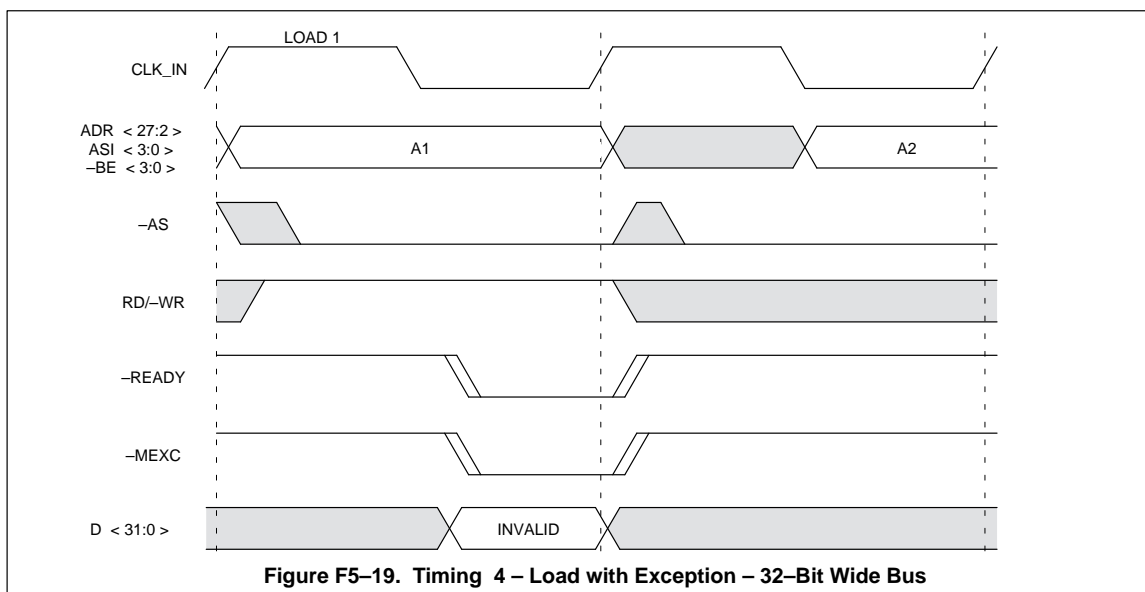 LOAD 1
CLK_IN
ADR < 27:2 >
ASI < 3:0 >
–BE < 3:0 >
A1
A2
–AS
RD/–WR
–READY
–MEXC
D < 31:0 >
INVALID
Figure F5–19. Timing 4 – Load with Exception – 32–Bit Wide Bus